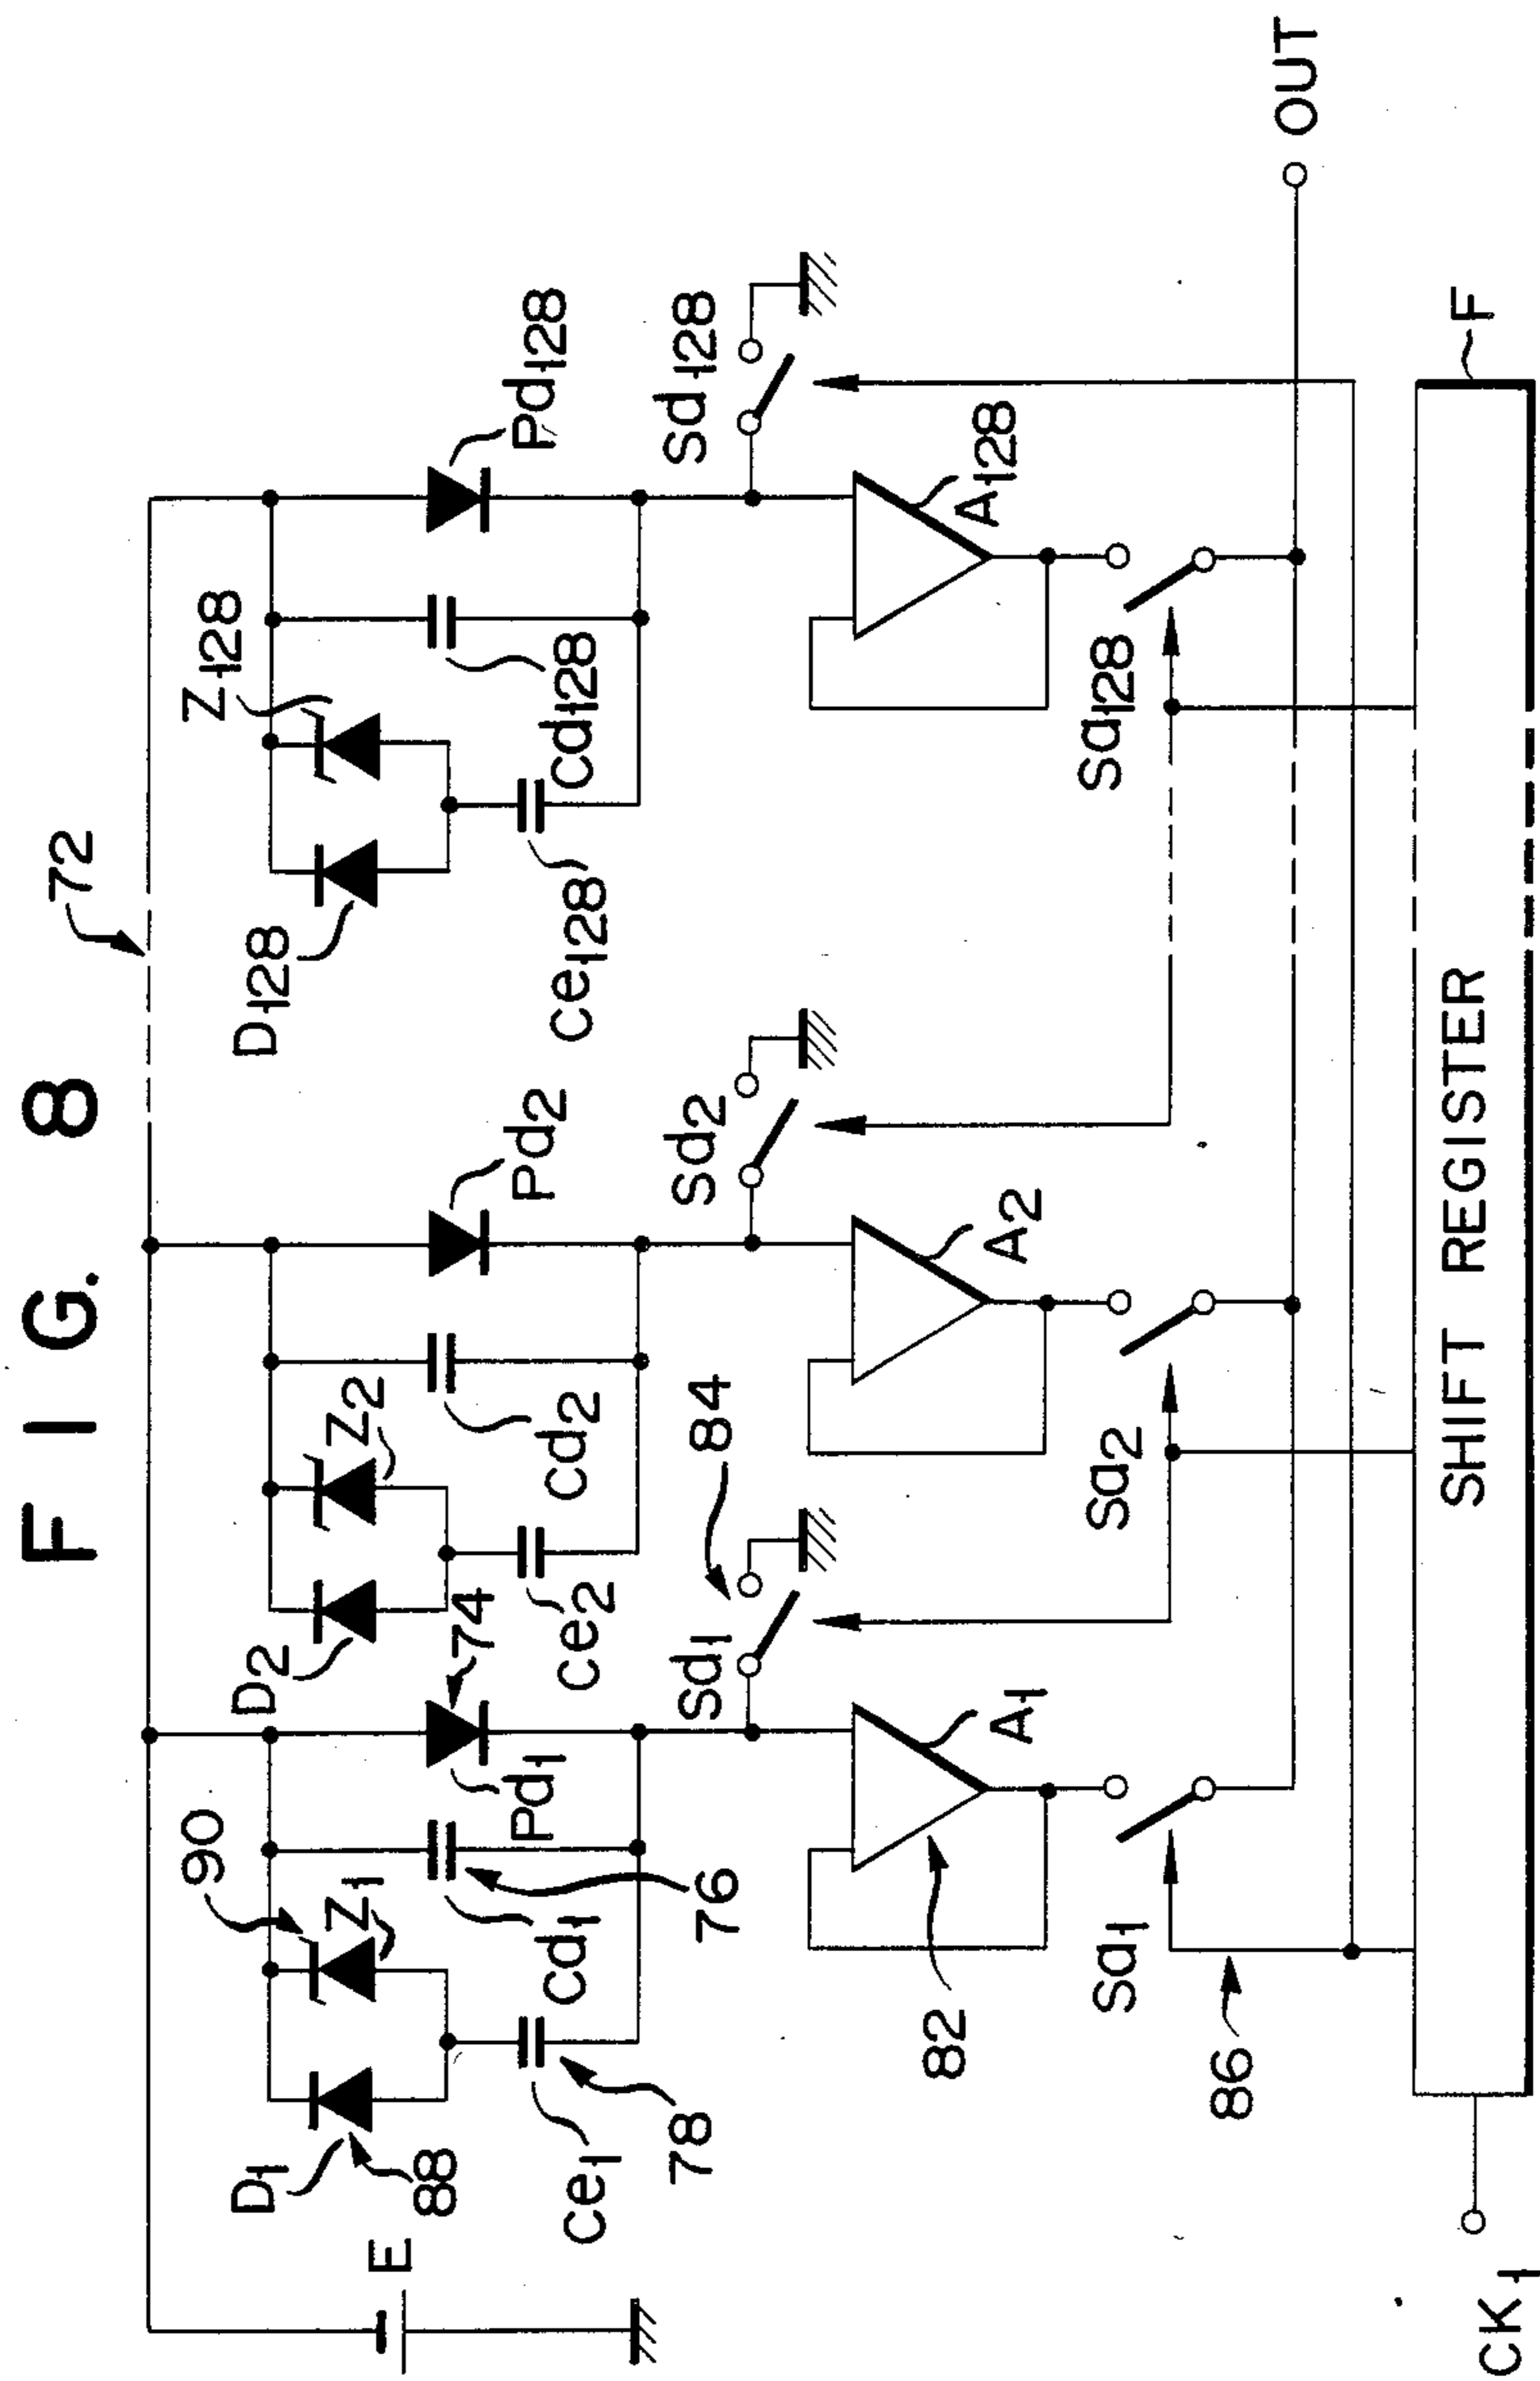 FIG. 8
72
E
D1
88
90
Z1
Cd1
76
Ce1
78
Pd1
74
D2
Z2
Cd2
Ce2
Pd2
D128
Z128
Cd128
Ce128
Pd128
Sd1
84
Sd2
Sd128
82
A1
A2
A128
Sa1
86
Sa2
Sa128
OUT
SHIFT REGISTER
F
CK1